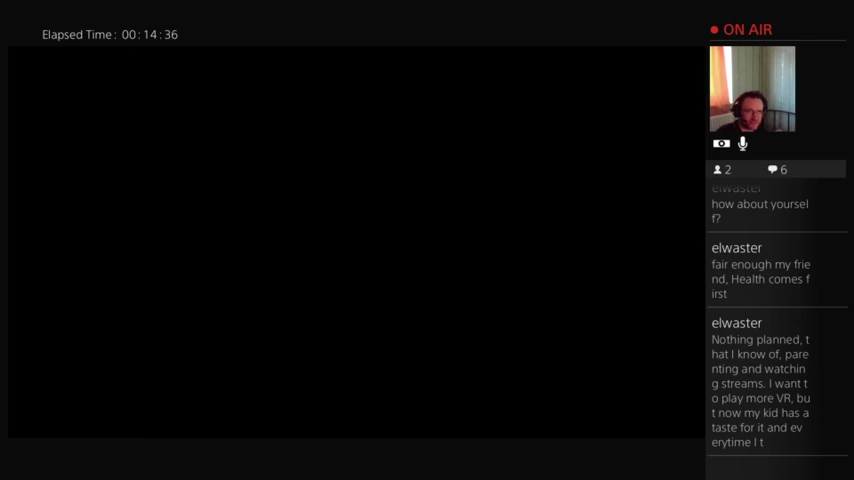 Elapsed Time: 00:14:36
ON AIR
2
6
elwaster
how about yoursel
f?
elwaster
fair enough my frie
nd, Health comes f
irst
elwaster
Nothing planned, t
hat I know of, pare
nting and watchin
g streams. I want t
o play more VR, bu
t now my kid has a
taste for it and ev
erytime I t